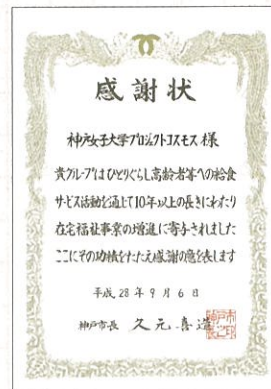 感謝状
神戸女子大学プロジェクトコスモス 様
貴グループはひとりぐらし高齢者等への給食
サービス活動を通じて10年以上の長きにわたり
在宅福祉事業の増進に寄与されました
ここにその功績をたたえ感謝の意を表します
平成28年9月6日
神戸市長 久元喜造